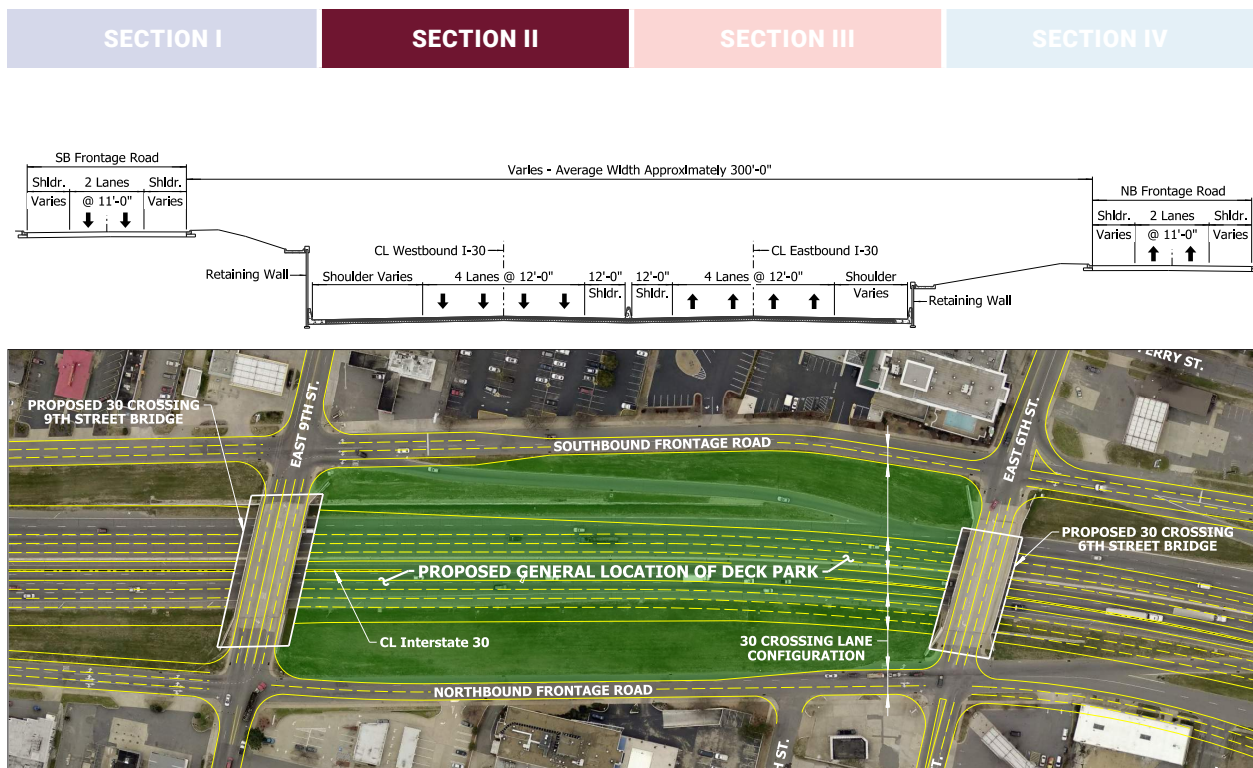 SECTION I
SECTION II
SECTION III
SECTION IV
SB Frontage Road
Shldr.
Varies
2 Lanes
@ 11'-0"
Shldr.
Varies
Varies - Average Width Approximately 300'-0"
NB Frontage Road
Shldr.
Varies
2 Lanes
@ 11'-0"
Shldr.
Varies
CL Westbound I-30
CL Eastbound I-30
Retaining Wall
Shoulder Varies
4 Lanes @ 12'-0"
12'-0"
Shldr.
12'-0"
Shldr.
4 Lanes @ 12'-0"
Shoulder
Varies
Retaining Wall
PROPOSED 30 CROSSING
9TH STREET BRIDGE
EAST 9TH ST.
SOUTHBOUND FRONTAGE ROAD
EAST 6TH ST.
FERRY ST.
PROPOSED 30 CROSSING
6TH STREET BRIDGE
PROPOSED GENERAL LOCATION OF DECK PARK
CL Interstate 30
30 CROSSING LANE
CONFIGURATION
NORTHBOUND FRONTAGE ROAD
H ST.
T.